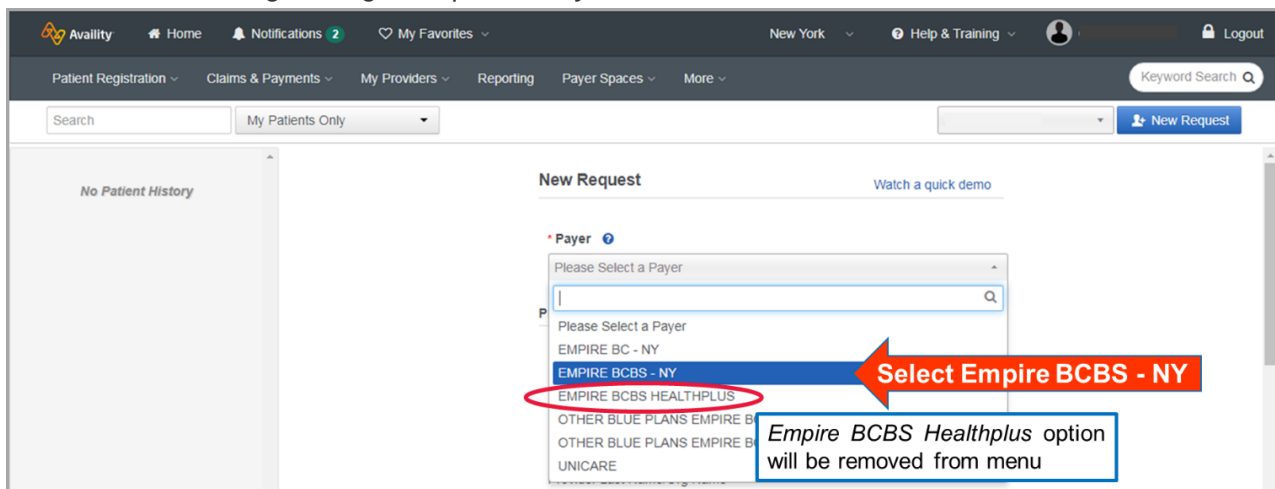 Availity Home Notifications 2 My Favorites New York Help & Training Logout
Patient Registration Claims & Payments My Providers Reporting Payer Spaces More Keyword Search
Search My Patients Only New Request
No Patient History
New Request Watch a quick demo
* Payer
Please Select a Payer
P
Please Select a Payer
EMPIRE BC - NY
EMPIRE BCBS - NY Select Empire BCBS - NY
EMPIRE BCBS HEALTHPLUS
OTHER BLUE PLANS EMPIRE B
OTHER BLUE PLANS EMPIRE B
UNICARE
Empire BCBS Healthplus option
will be removed from menu